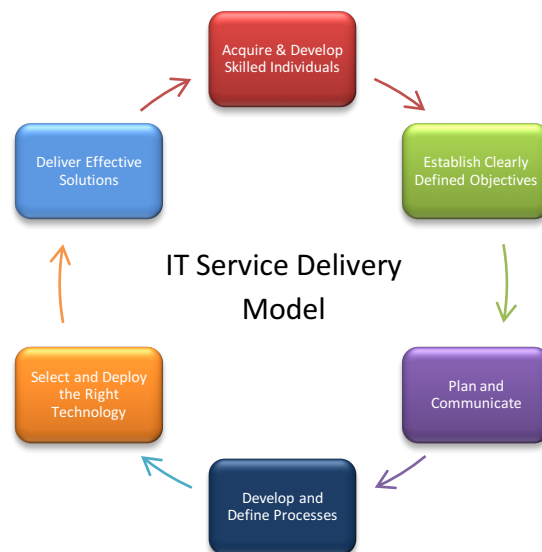 Acquire & Develop
Skilled Individuals
Establish Clearly
Defined Objectives
Plan and
Communicate
Develop and
Define Processes
Select and Deploy
the Right
Technology
Deliver Effective
Solutions
IT Service Delivery
Model